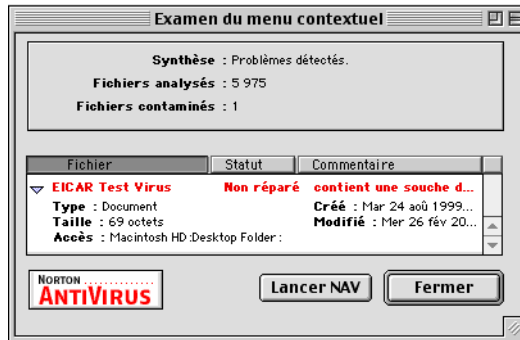 Examen du menu contextuel
Synthèse : Problèmes détectés.
Fichiers analysés : 5 975
Fichiers contaminés : 1
Fichier Statut Commentaire
EICAR Test Virus Non réparé contient une souche d...
Type : Document Créé : Mar 24 aoû 1999...
Taille : 69 octets Modifié : Mer 26 fév 20...
Accès : Macintosh HD:Desktop Folder:
NORTON
ANTIVIRUS
Lancer NAV Fermer